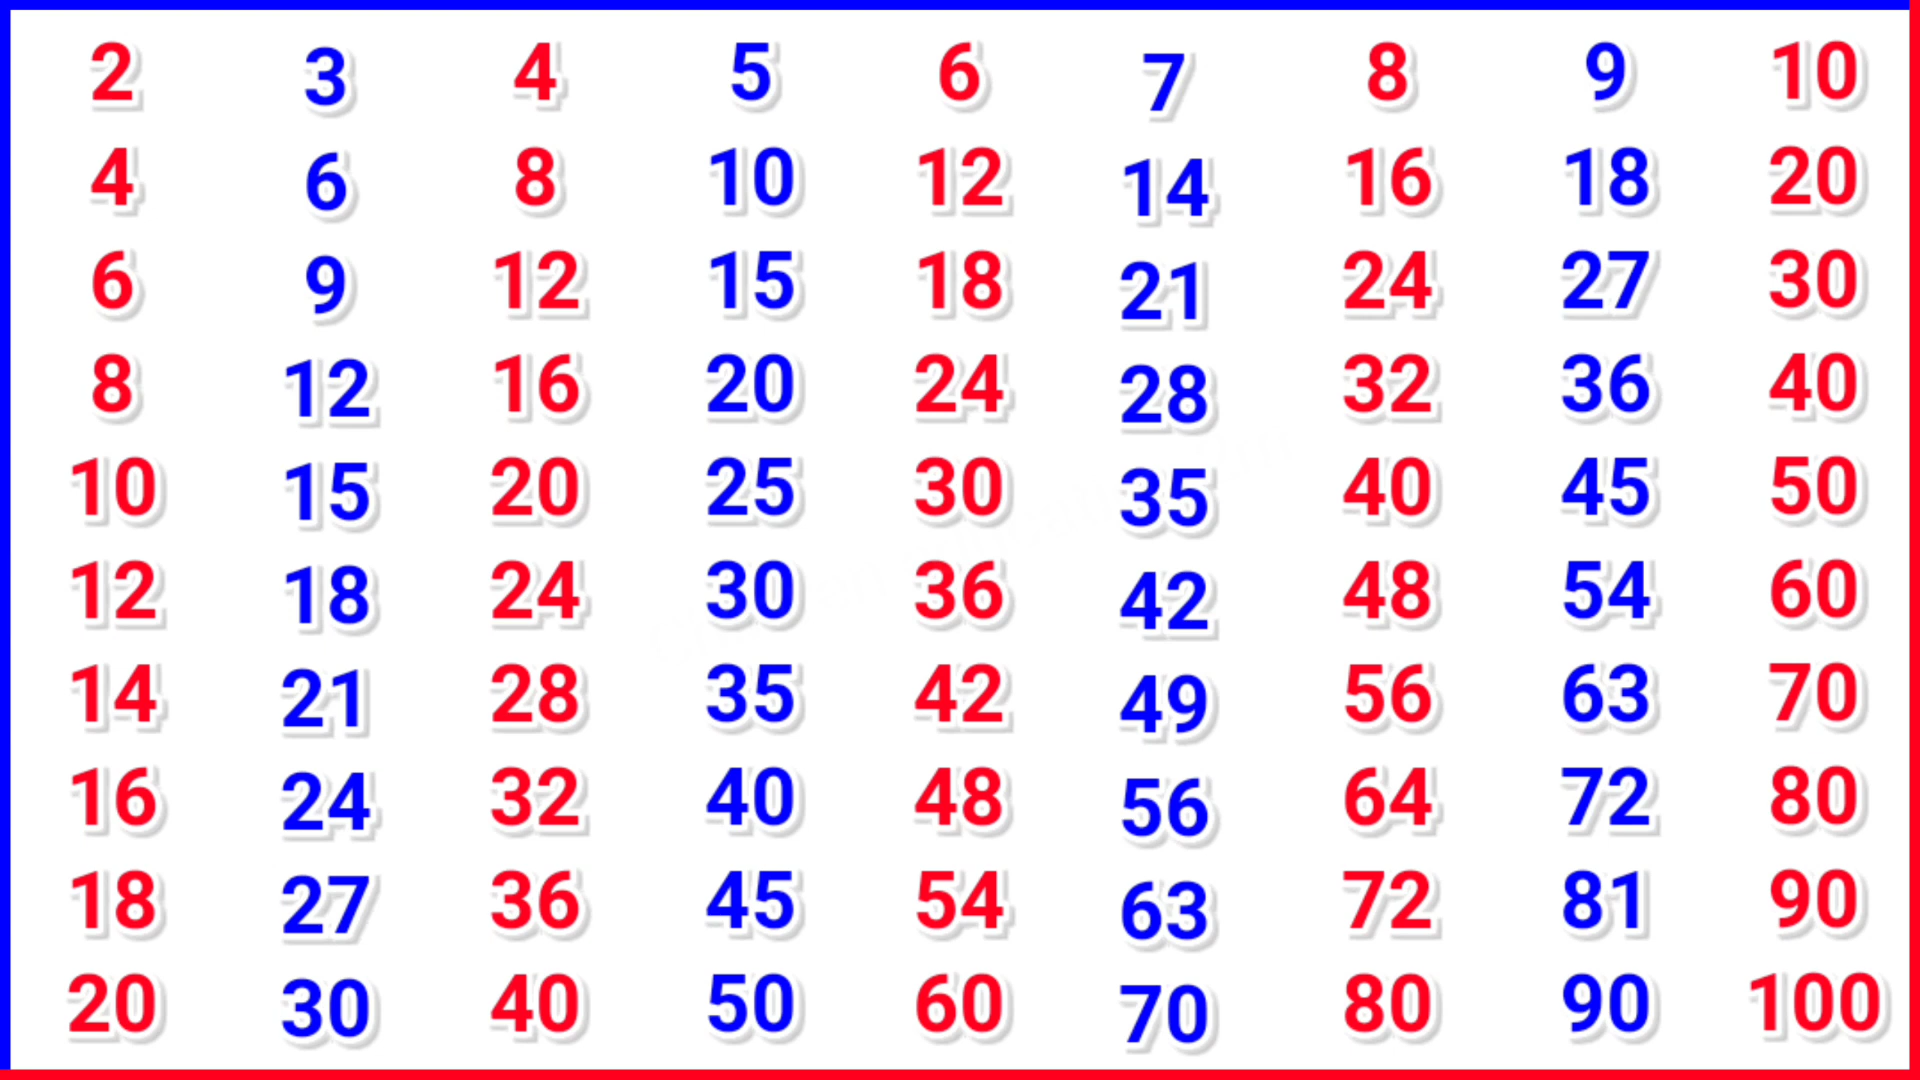 2 3 4 5 6 7 8 9 10
4 6 8 10 12 14 16 18 20
6 9 12 15 18 21 24 27 30
8 12 16 20 24 28 32 36 40
10 15 20 25 30 35 40 45 50
12 18 24 30 36 42 48 54 60
14 21 28 35 42 49 56 63 70
16 24 32 40 48 56 64 72 80
18 27 36 45 54 63 72 81 90
20 30 40 50 60 70 80 90 100